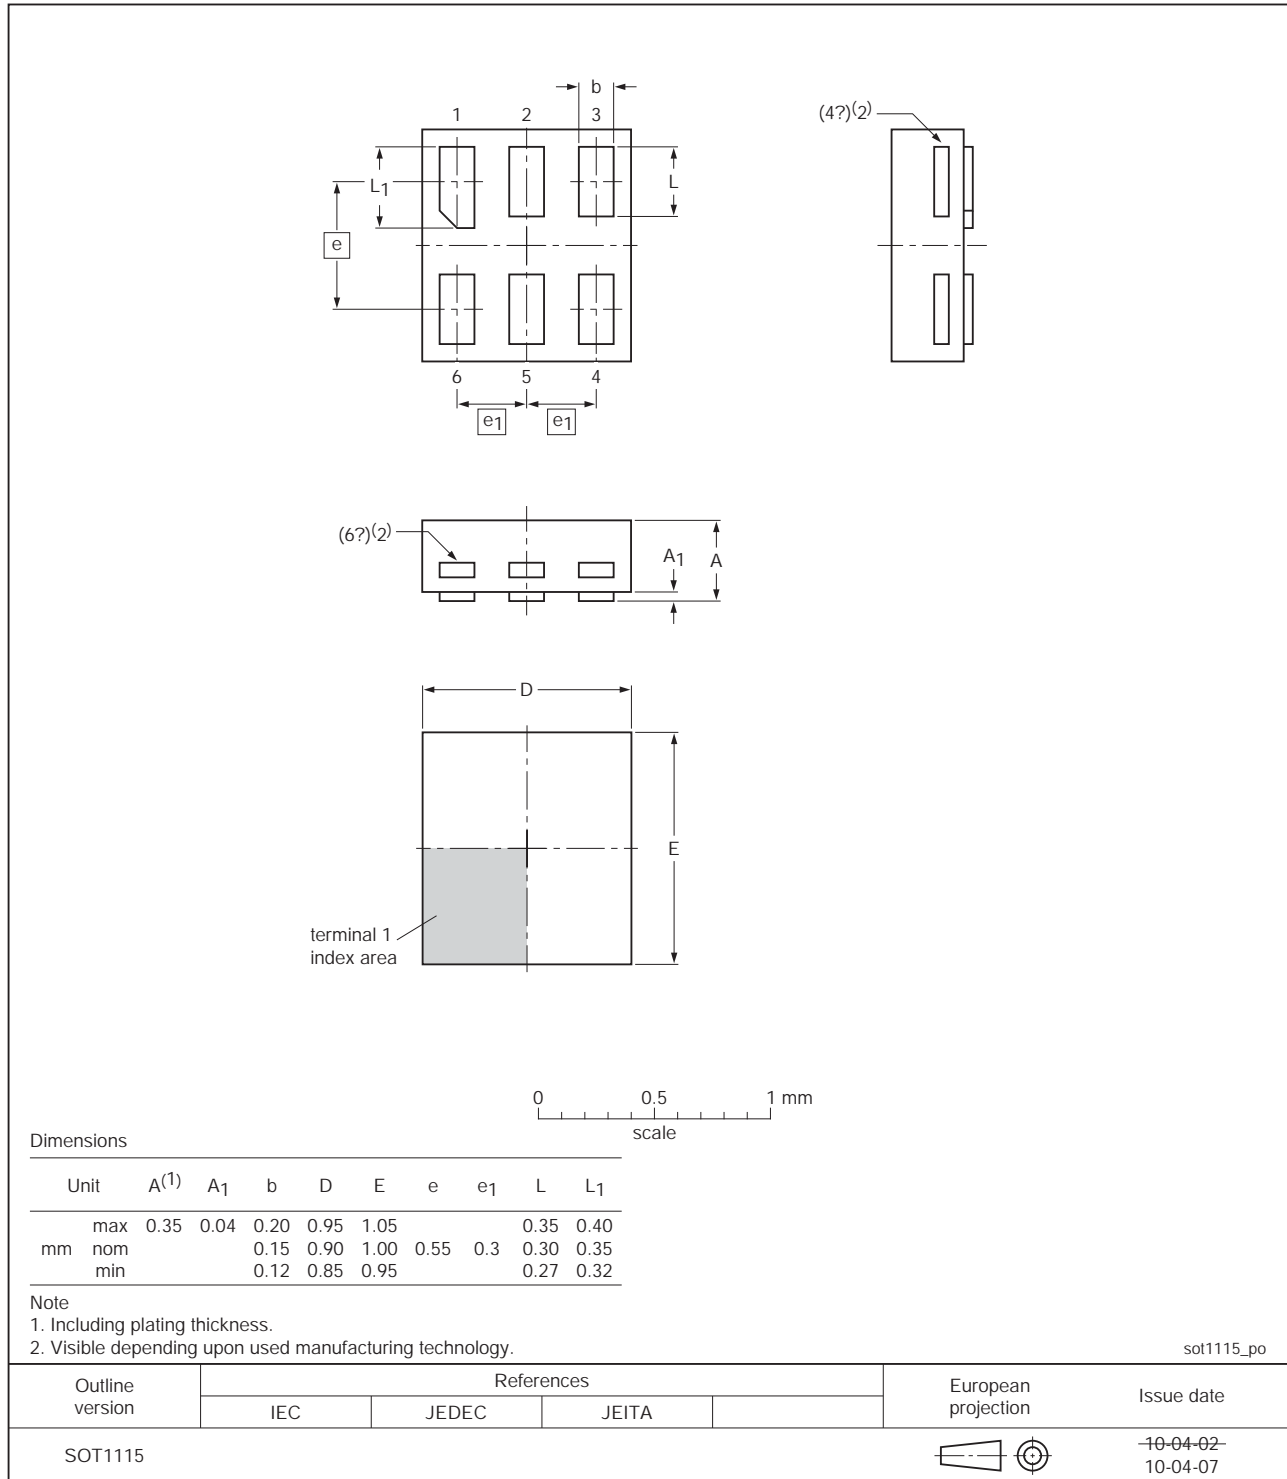 b
1 2 3
(4?)(2)
L1
L
e
6 5 4
e1 e1
(6?)(2)
A1 A
D
E
terminal 1
index area
0 0.5 1 mm
scale
Dimensions
Unit A(1) A1 b D E e e1 L L1
max 0.35 0.04 0.20 0.95 1.05 0.35 0.40
mm nom 0.15 0.90 1.00 0.55 0.3 0.30 0.35
min 0.12 0.85 0.95 0.27 0.32
Note
1. Including plating thickness.
2. Visible depending upon used manufacturing technology.
sot1115_po
Outline
version
References
IEC JEDEC JEITA
European
projection
Issue date
SOT1115
10-04-02
10-04-07